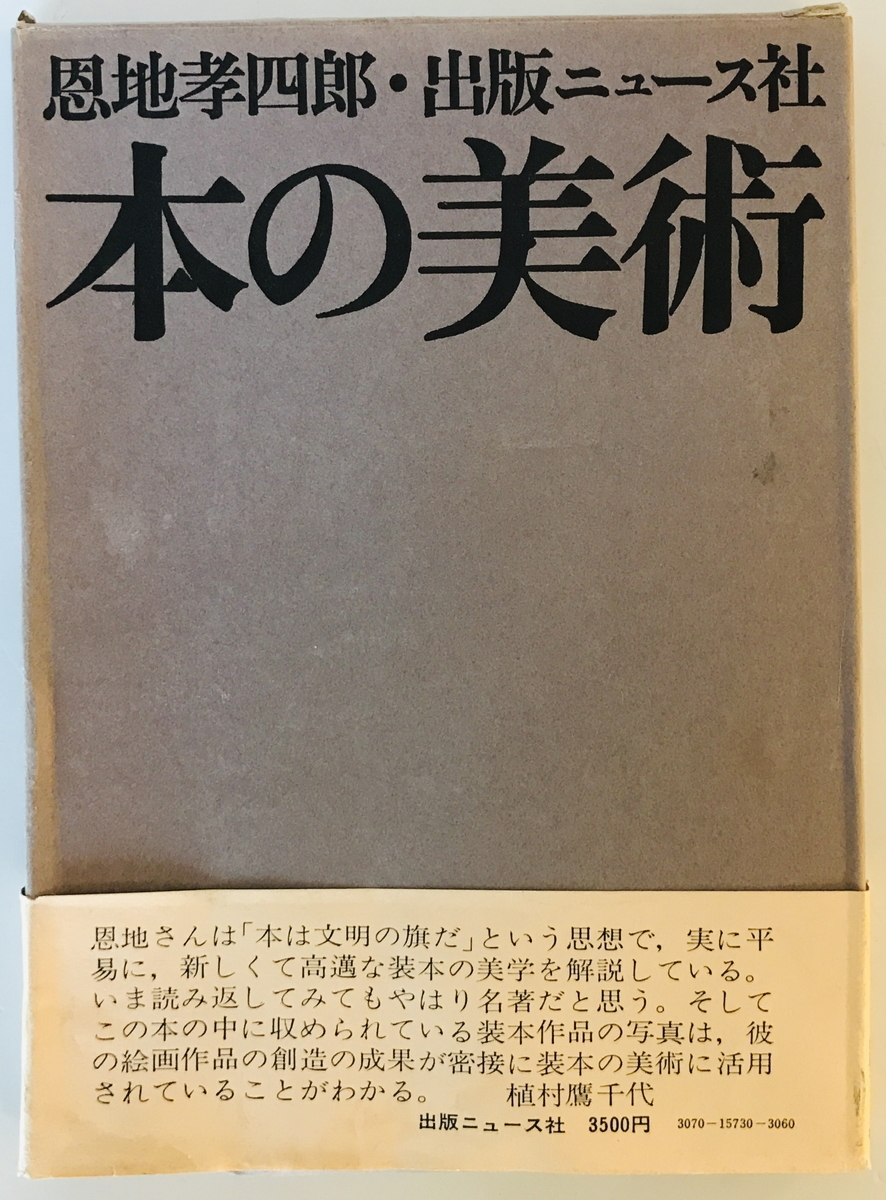 恩地孝四郎・出版ニュース社
本の美術
恩地さんは「本は文明の旗だ」という思想で，実に平
易に，新しくて高邁な装本の美学を解説している。
いま読み返してみてもやはり名著だと思う。そして
この本の中に収められている装本作品の写真は，彼
の絵画作品の創造の成果が密接に装本の美術に活用
されていることがわかる。　　植村鷹千代
出版ニュース社　3500円　3070－15730－3060